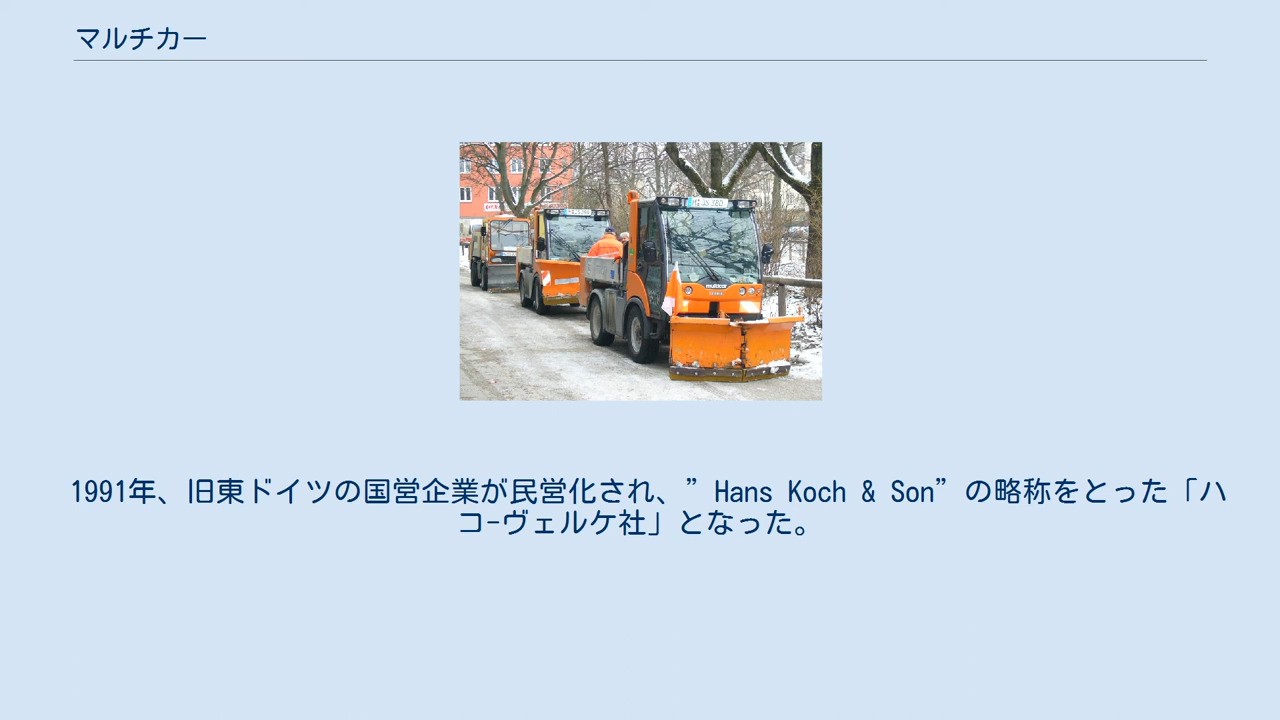 マルチカー
multicar
1991年、旧東ドイツの国営企業が民営化され、”Hans Koch & Son”の略称をとった「ハ
コ-ヴェルケ社」となった。